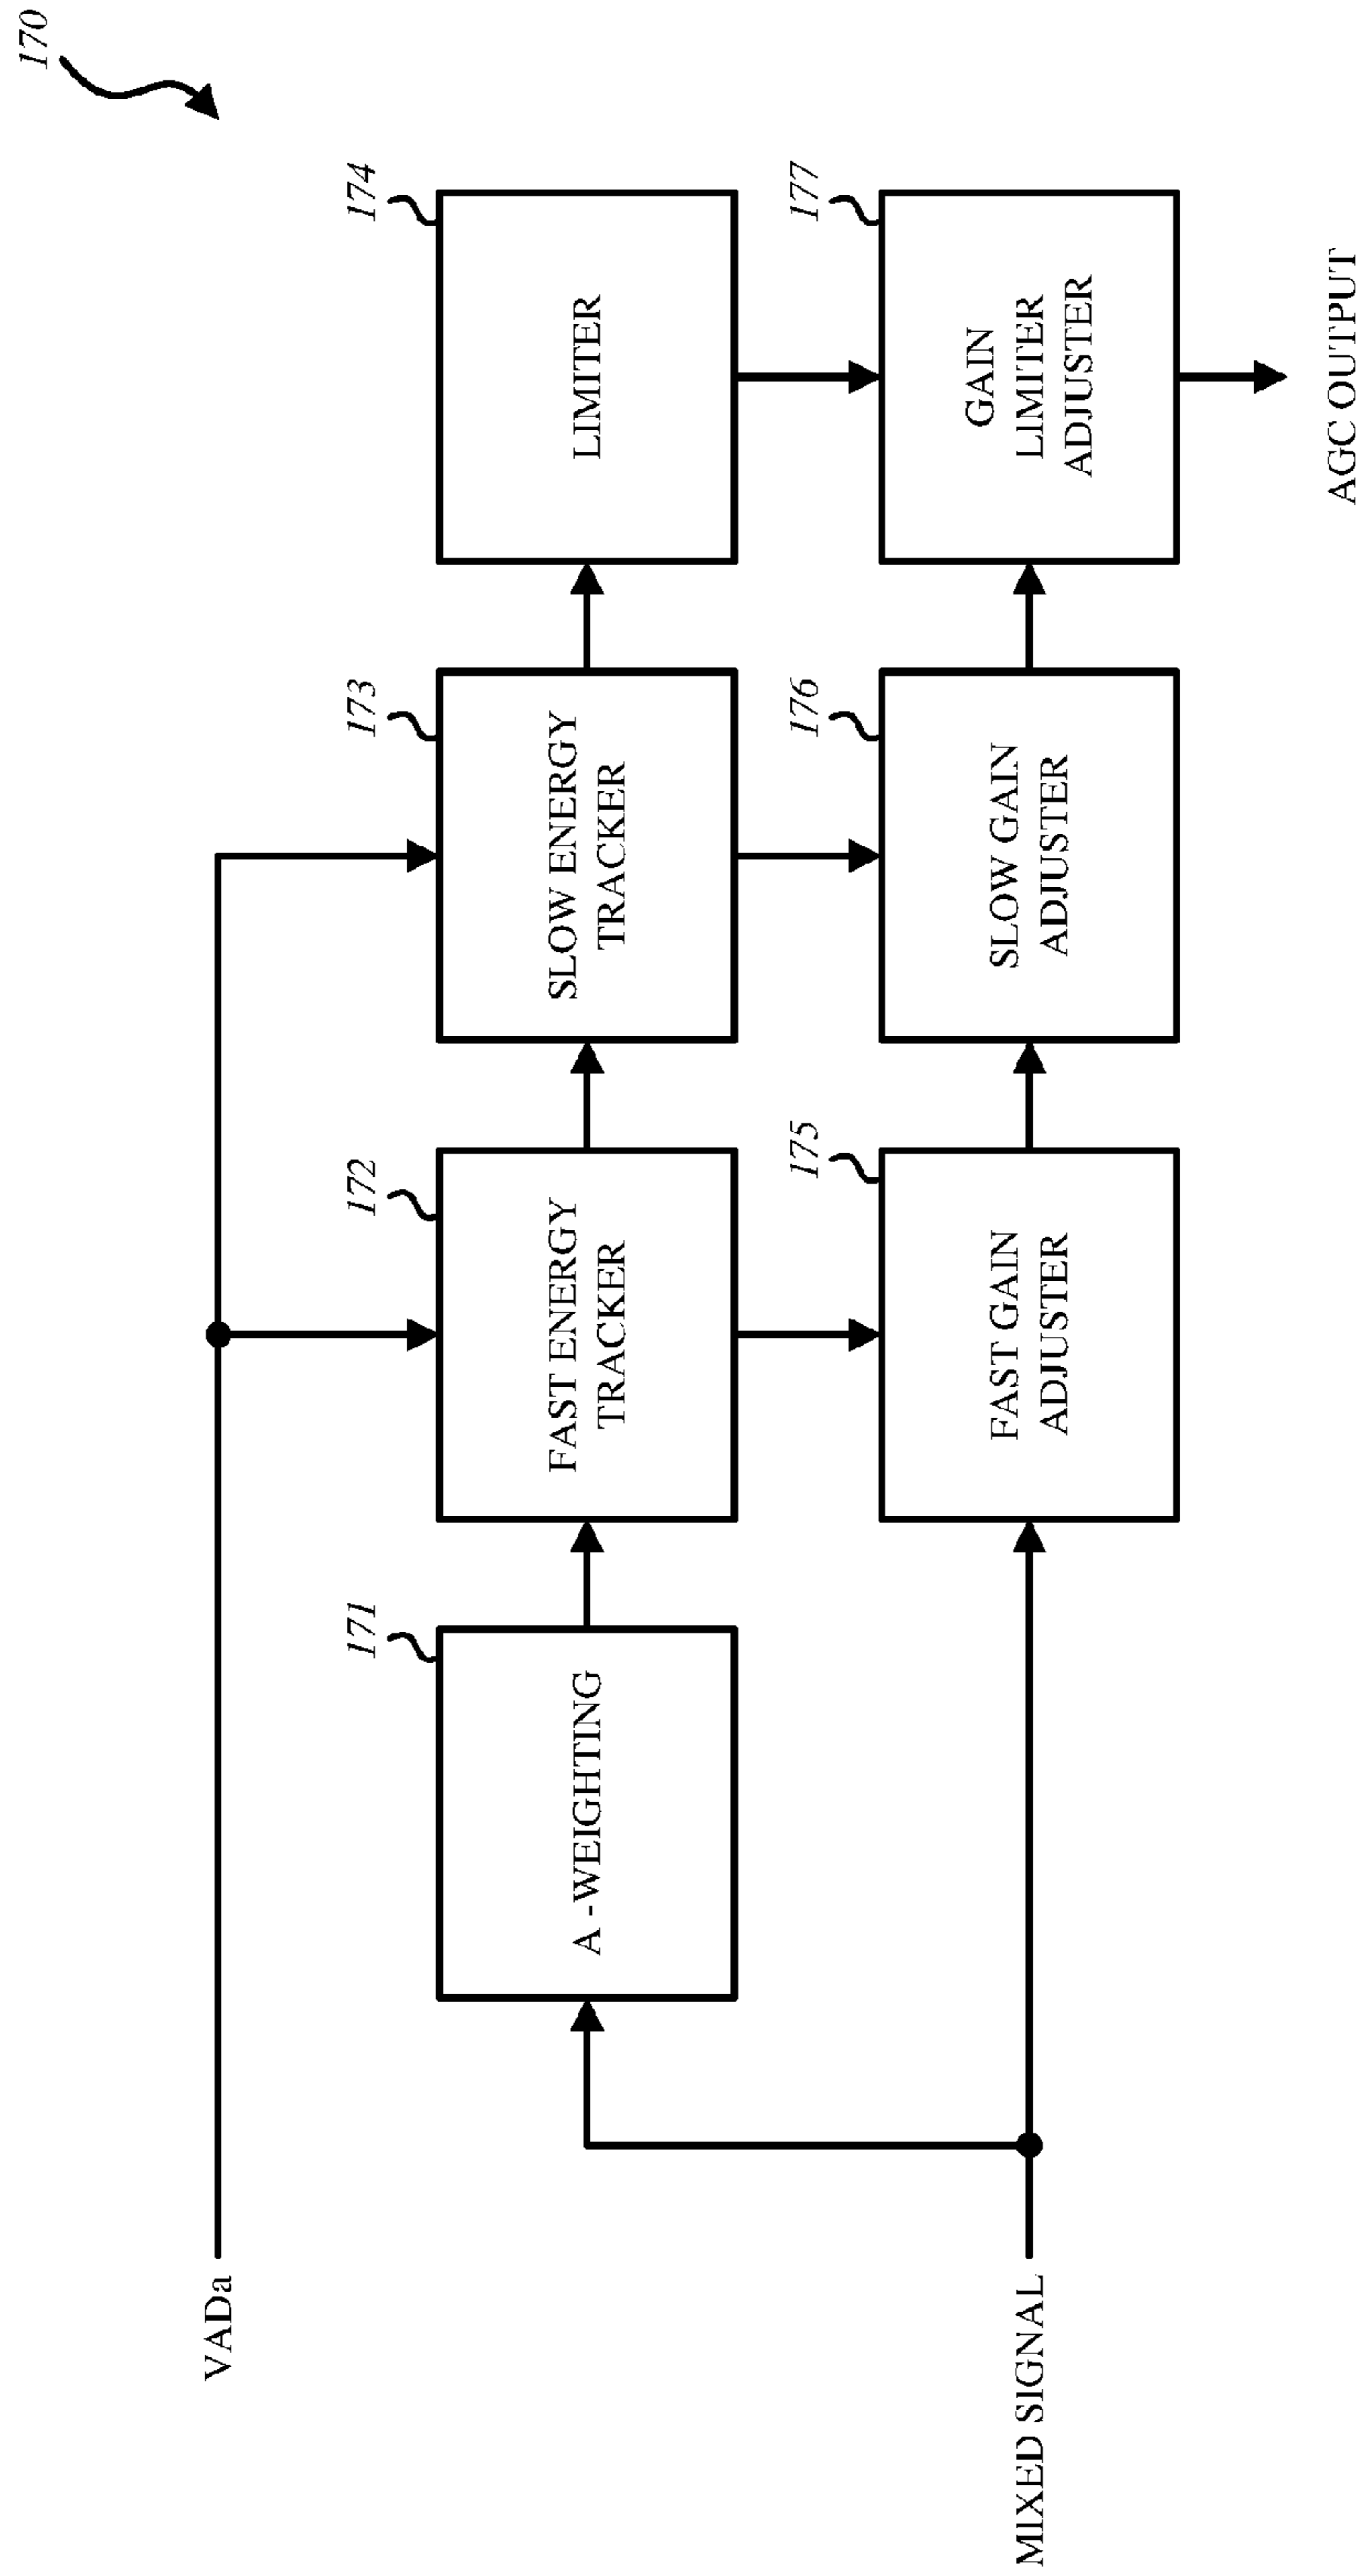 170
VADa
171
172
173
174
A - WEIGHTING
FAST ENERGY
TRACKER
SLOW ENERGY
TRACKER
LIMITER
175
176
177
MIXED SIGNAL
FAST GAIN
ADJUSTER
SLOW GAIN
ADJUSTER
GAIN
LIMITER
ADJUSTER
AGC OUTPUT